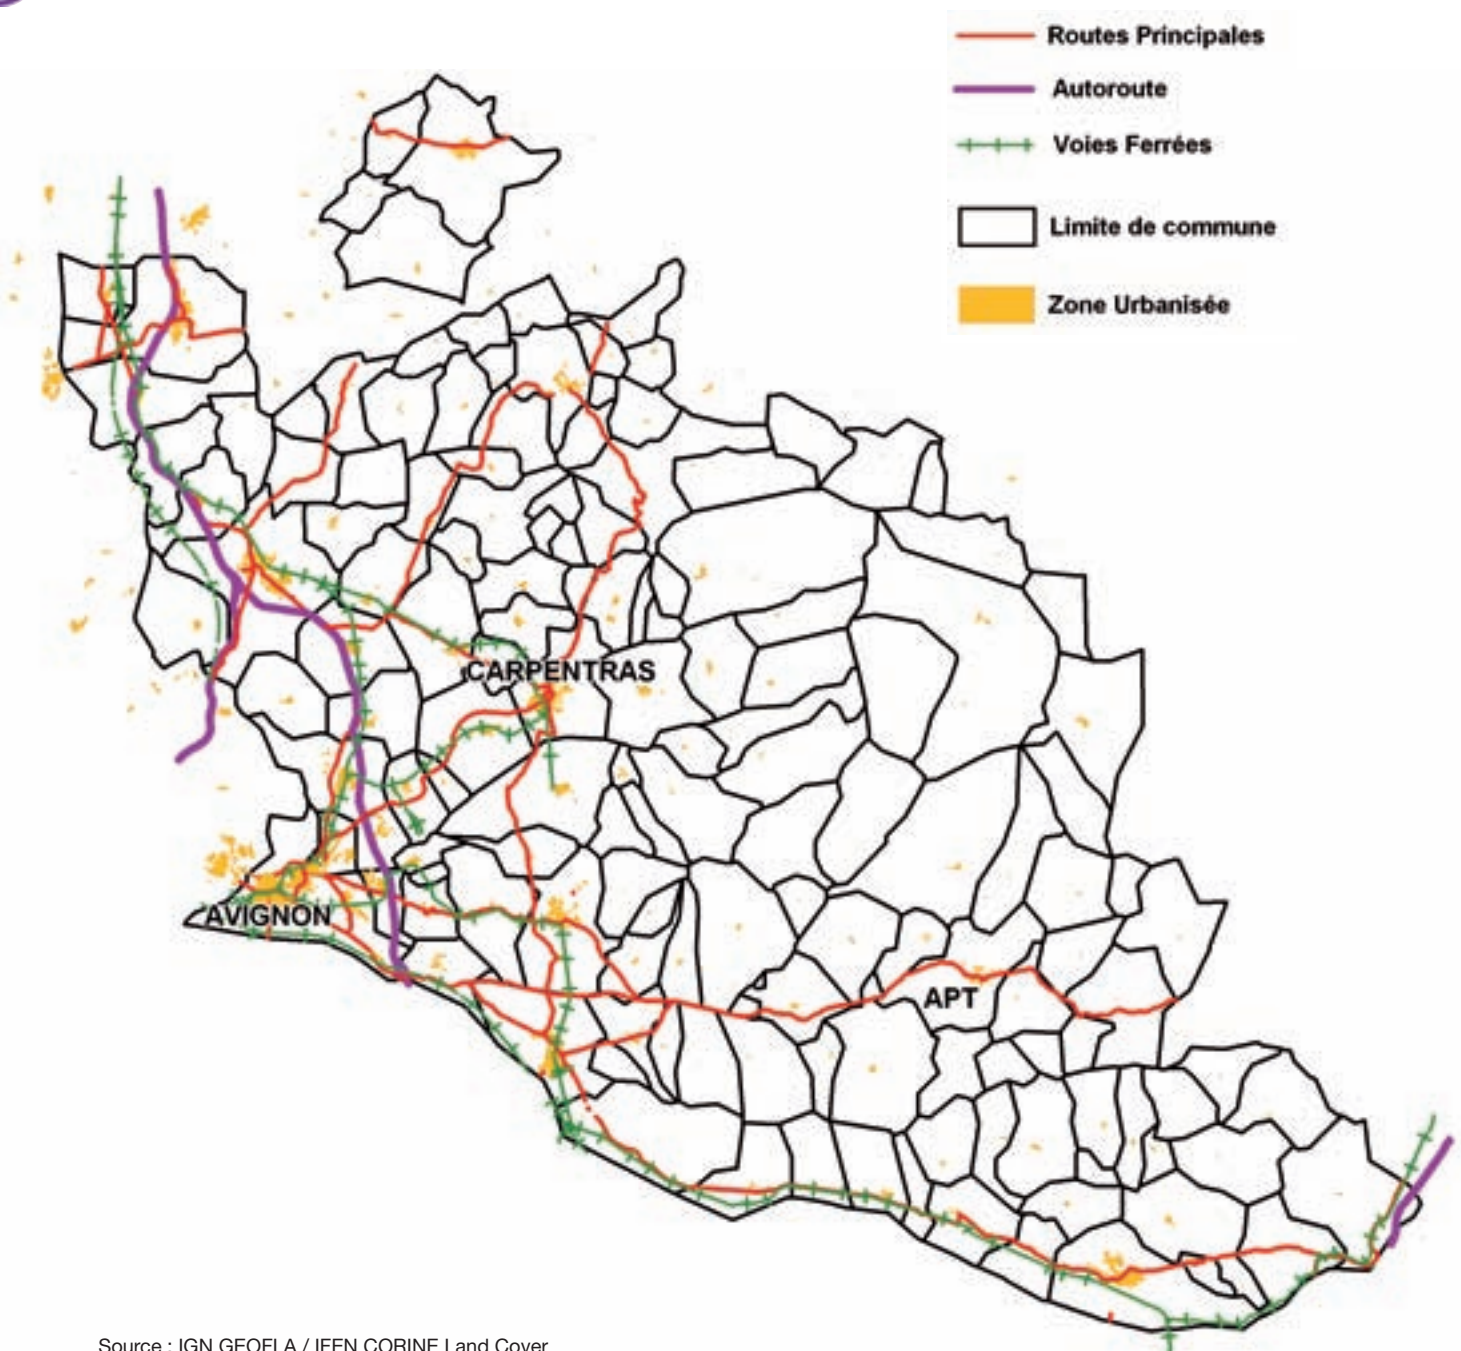 Routes Principales
Autoroute
Voies Ferrées
Limite de commune
Zone Urbanisée
CARPENTRAS
AVIGNON
APT
Source : IGN GEOFLA / IFEN CORINE Land Cover